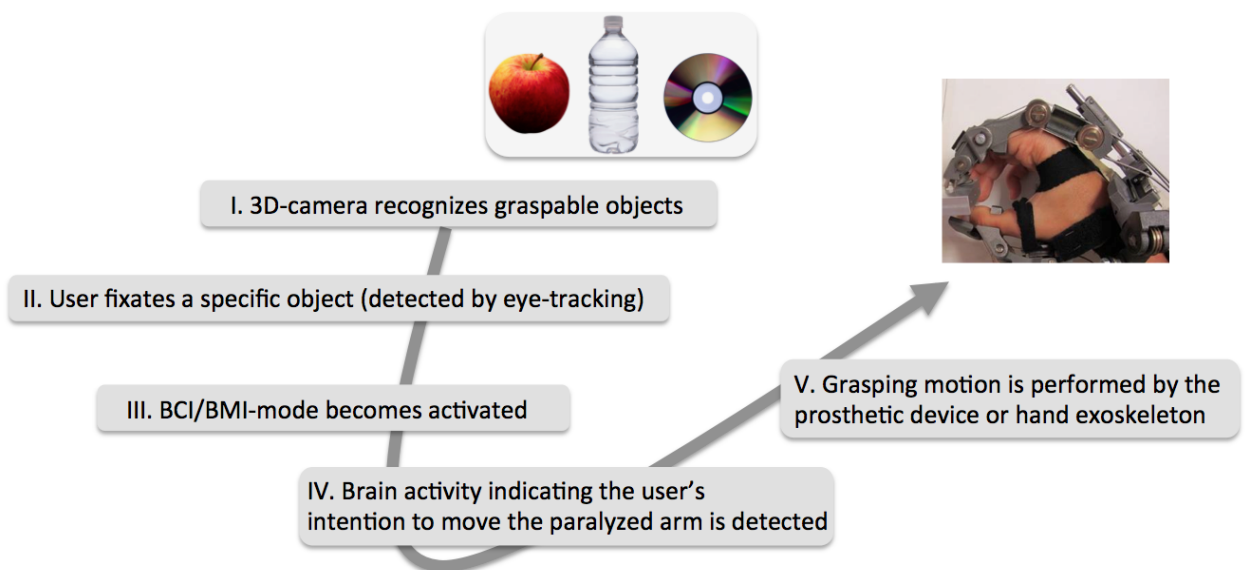 I. 3D-camera recognizes graspable objects
II. User fixates a specific object (detected by eye-tracking)
III. BCI/BMI-mode becomes activated
IV. Brain activity indicating the user’s
intention to move the paralyzed arm is detected
V. Grasping motion is performed by the
prosthetic device or hand exoskeleton